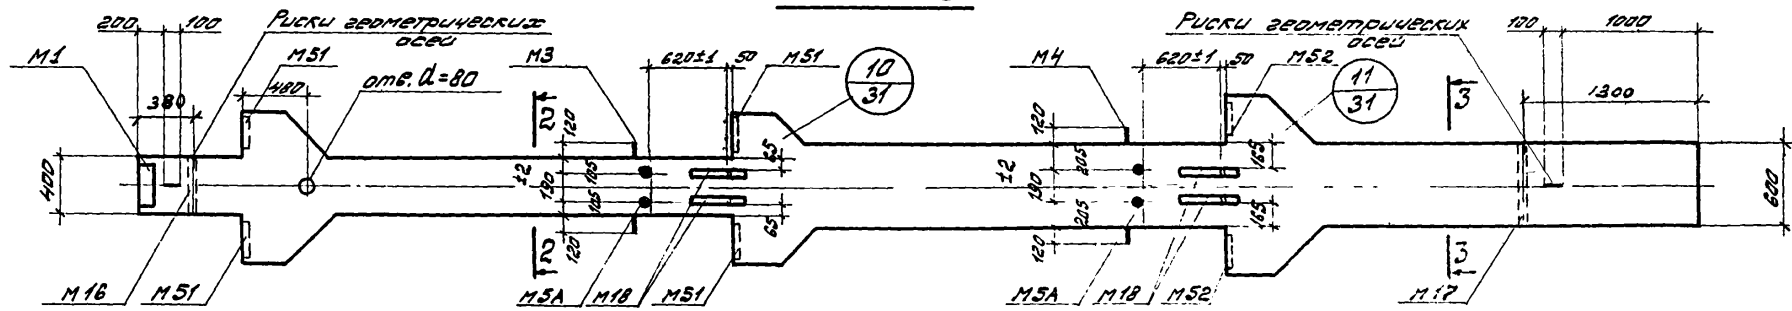 200
100
Риски геометрических
осей
М1
М51
380
480
отв. d=80
М3
620±1
50
М51
10
31
М4
620±1
50
М52
11
31
Риски геометрических
осей
100
1000
1300
2
120
3
120
400
±2
105
190
105
65
65
120
±2
205
190
205
165
165
120
600
2
3
М16
М51
М5А
М18
М51
М5А
М18
М52
М17